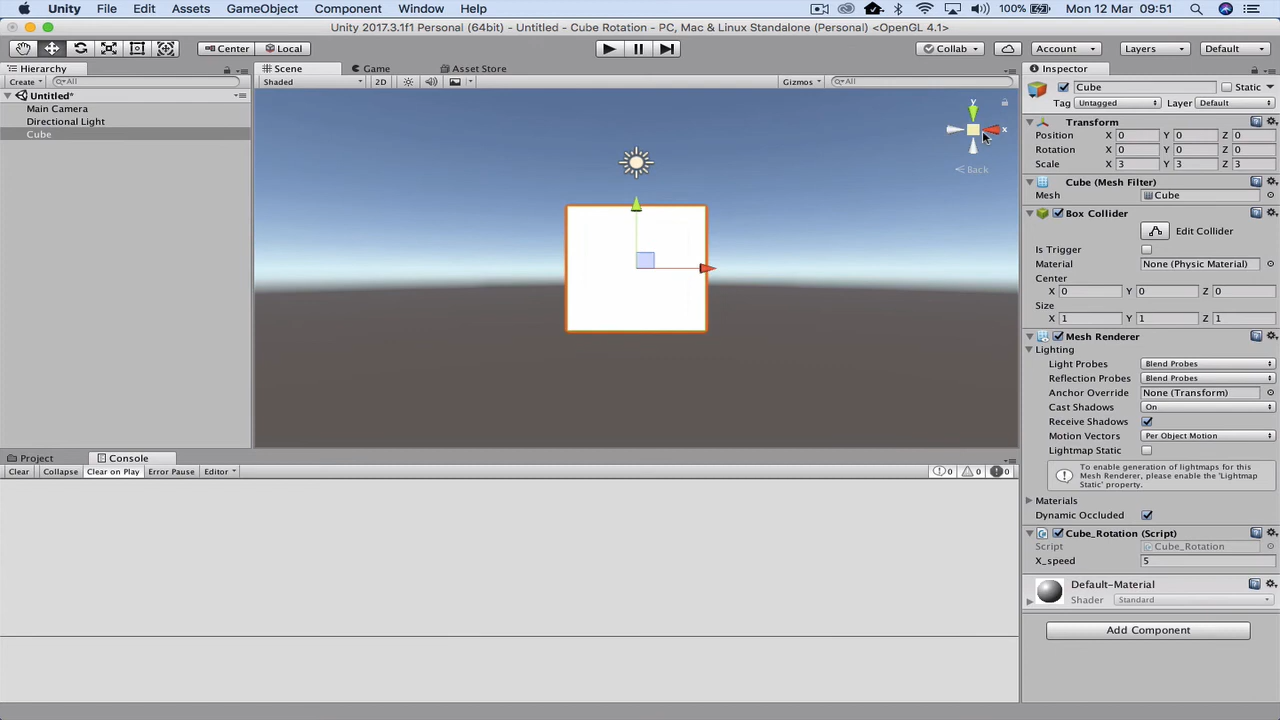 Unity File Edit Assets GameObject Component Window Help 100% Mon 12 Mar 09:51
Unity 2017.3.1f1 Personal (64bit) - Untitled - Cube Rotation - PC, Mac & Linux Standalone (Personal) <OpenGL 4.1>
Center Local Collab Account Layers Default
Hierarchy Scene Game Asset Store Inspector
Create All Shaded 2D Gizmos All
Untitled*
Main Camera
Directional Light
Cube
y
x
Back
Cube Static
Tag Untagged Layer Default
Transform
Position X 0 Y 0 Z 0
Rotation X 0 Y 0 Z 0
Scale X 3 Y 3 Z 3
Cube (Mesh Filter)
Mesh Cube
Box Collider
Edit Collider
Is Trigger
Material None (Physic Material)
Center
X 0 Y 0 Z 0
Size
X 1 Y 1 Z 1
Mesh Renderer
Lighting
Light Probes Blend Probes
Reflection Probes Blend Probes
Anchor Override None (Transform)
Cast Shadows On
Receive Shadows
Motion Vectors Per Object Motion
Lightmap Static
To enable generation of lightmaps for this
Mesh Renderer, please enable the 'Lightmap
Static' property.
Materials
Dynamic Occluded
Cube_Rotation (Script)
Script Cube_Rotation
X_speed 5
Default-Material
Shader Standard
Add Component
Project Console
Clear Collapse Clear on Play Error Pause Editor 0 0 0